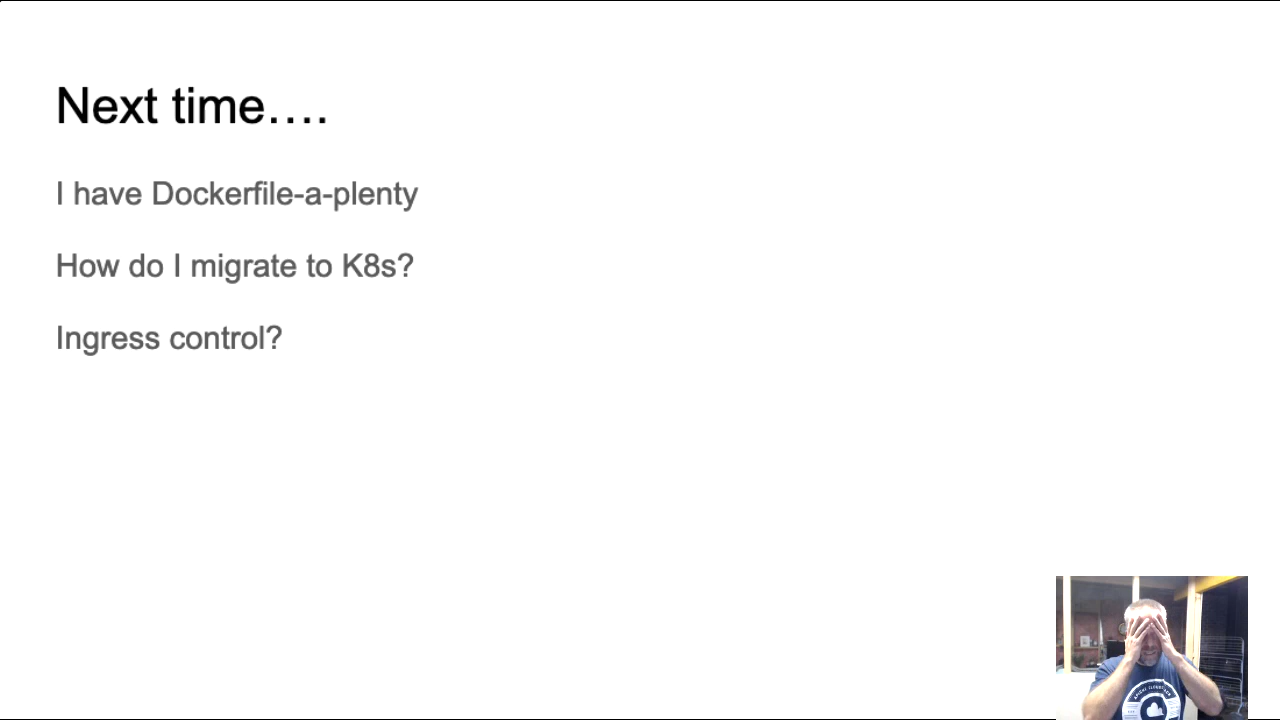 Next time….
I have Dockerfile-a-plenty
How do I migrate to K8s?
Ingress control?